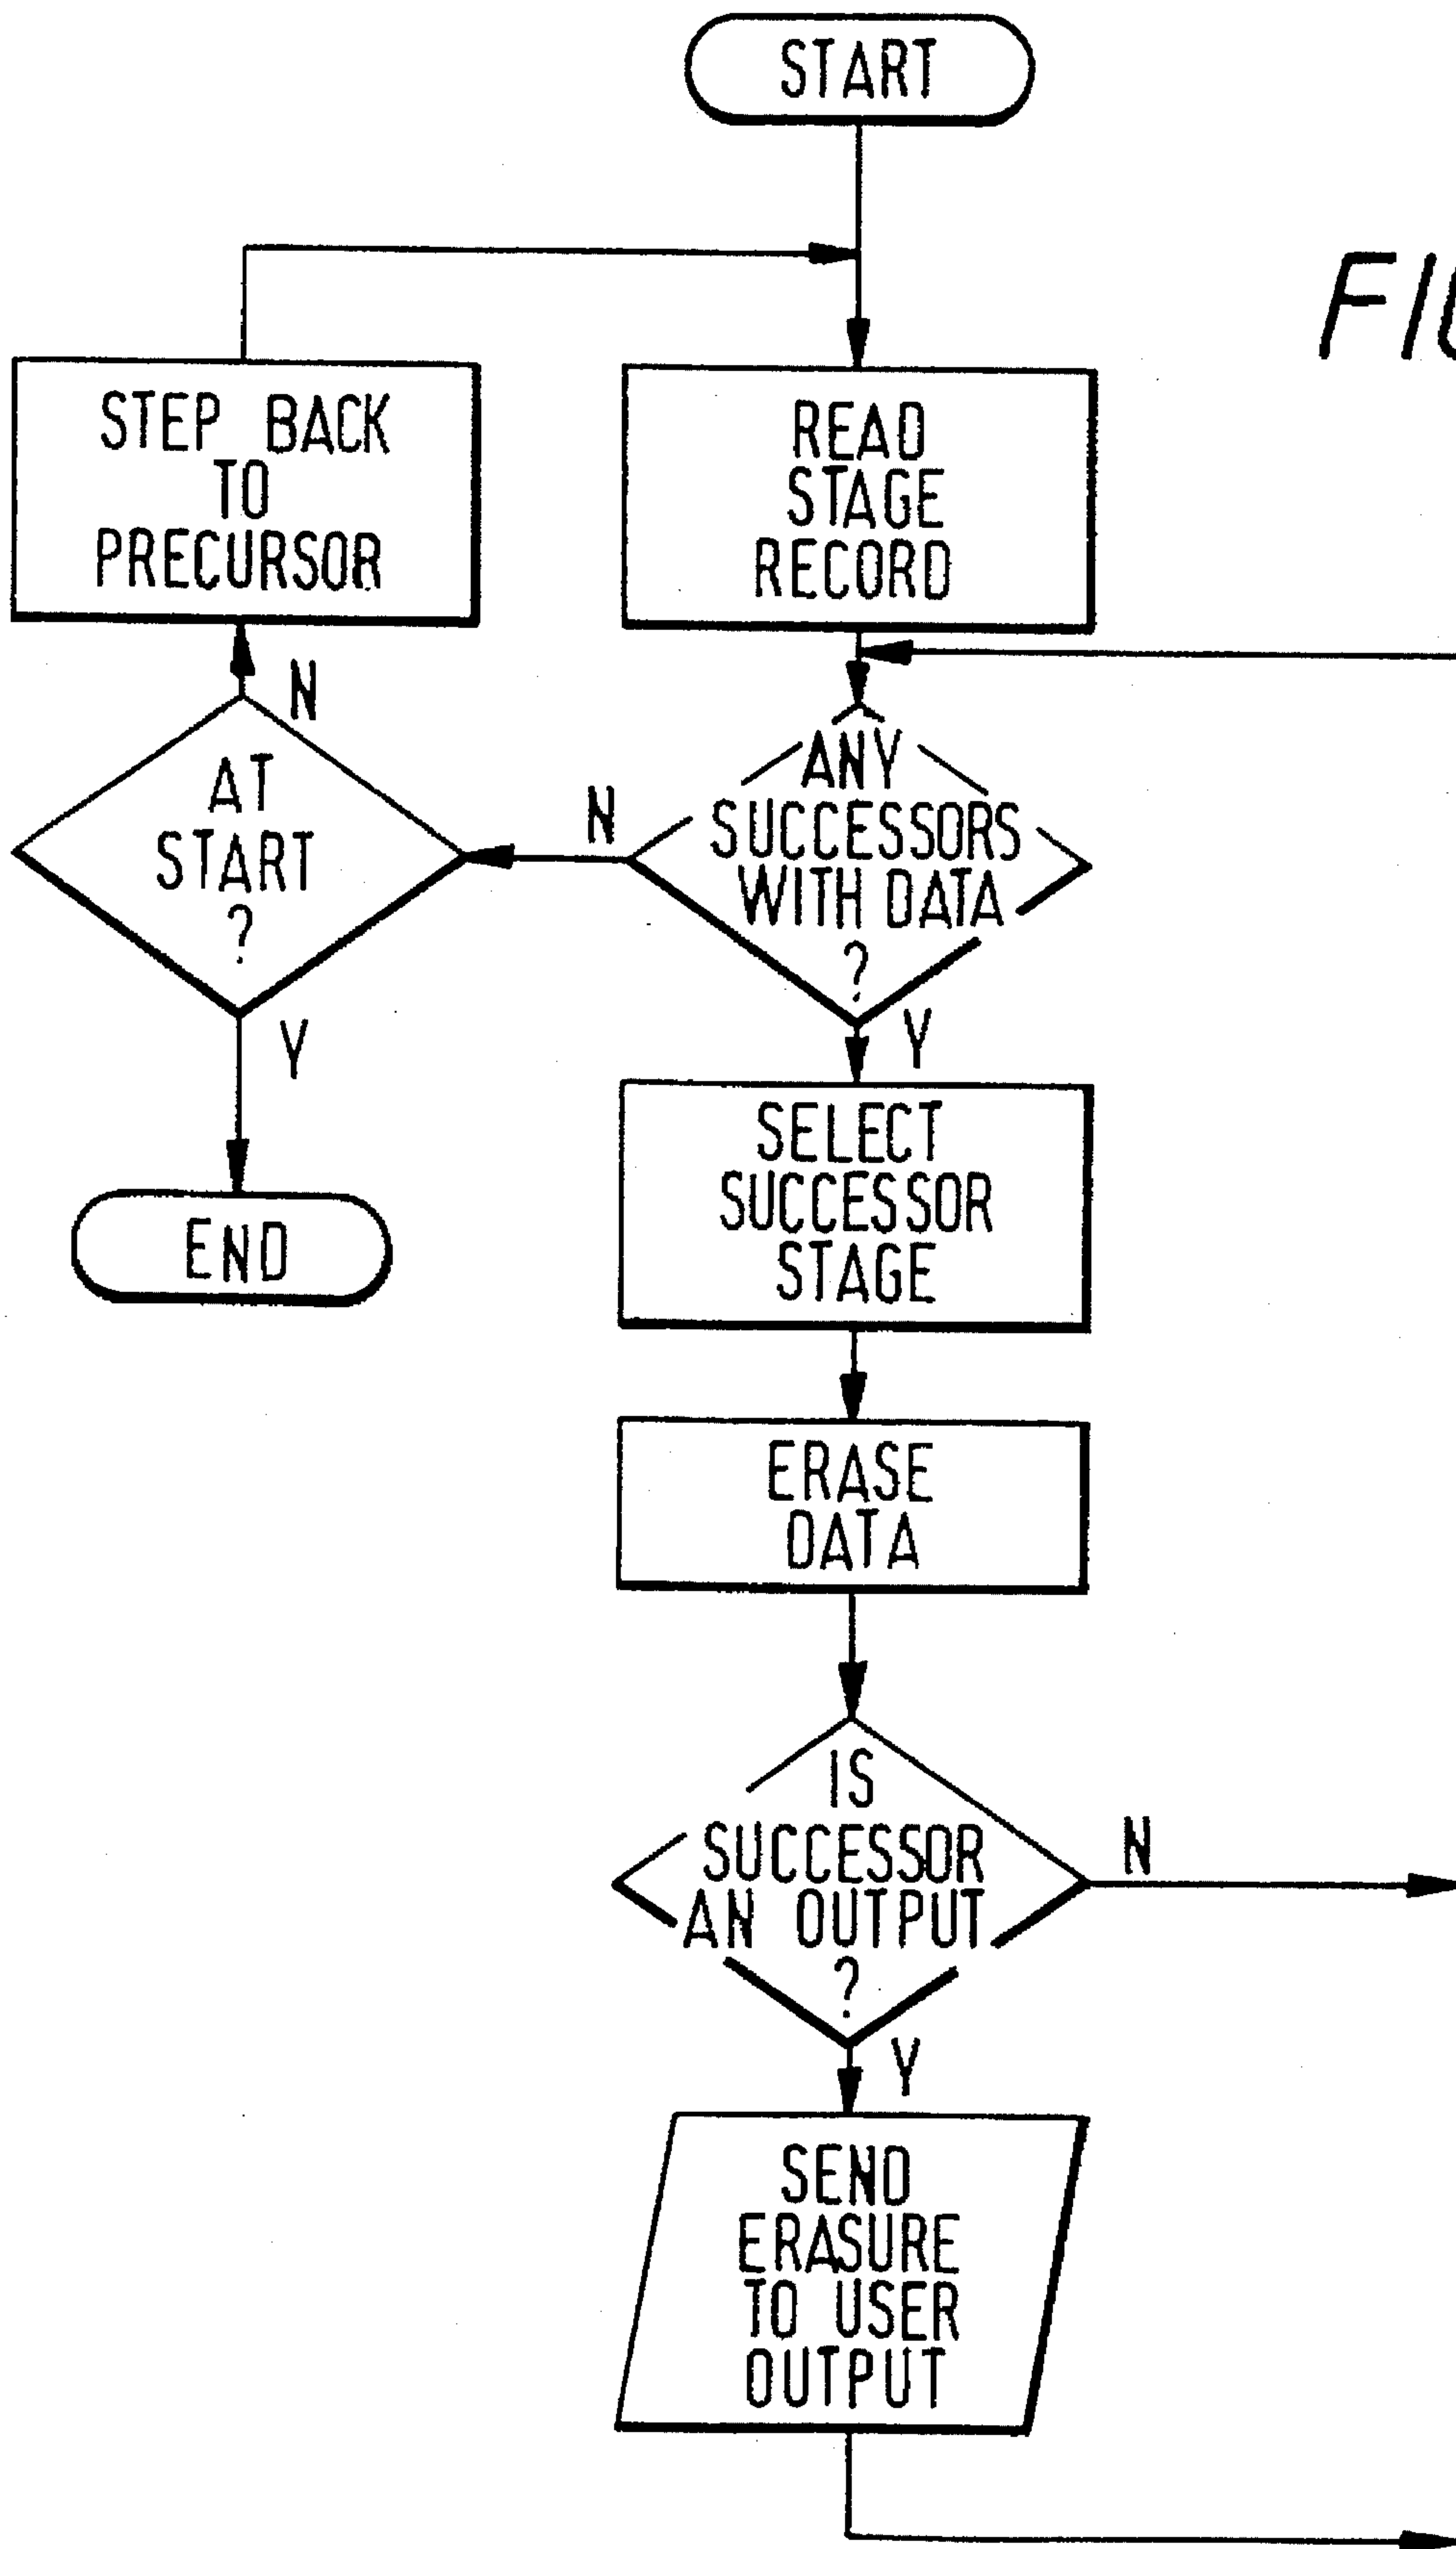 START
FIG
STEP BACK
TO
PRECURSOR
READ
STAGE
RECORD
N
AT
START
?
N
ANY
SUCCESSORS
WITH DATA
?
Y
Y
END
SELECT
SUCCESSOR
STAGE
ERASE
DATA
IS
SUCCESSOR
AN OUTPUT
?
N
Y
SEND
ERASURE
TO USER
OUTPUT